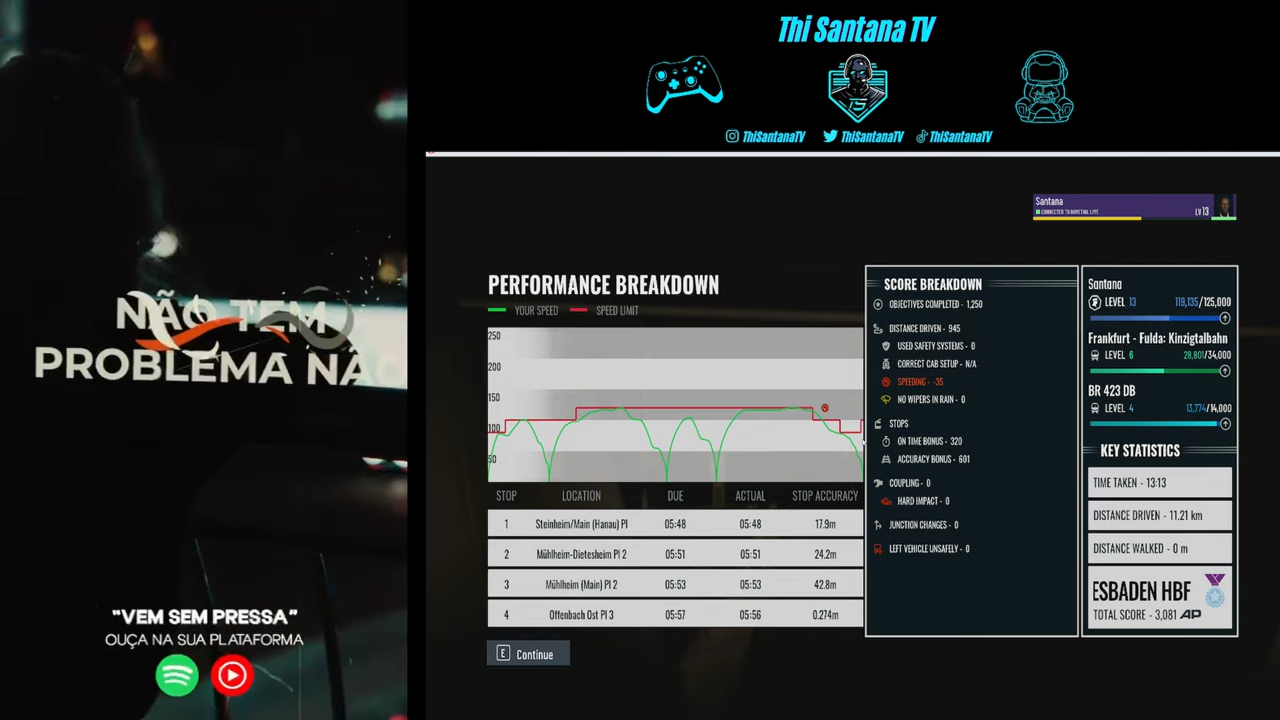 Thi Santana TV
TS
ThiSantanaTV ThiSantanaTV ThiSantanaTV
NÃO TEM
PROBLEMA NÃO
"VEM SEM PRESSA"
OUÇA NA SUA PLATAFORMA
Santana
CONNECTED TO DOVETAIL LIVE
LV 13
PERFORMANCE BREAKDOWN
YOUR SPEED SPEED LIMIT
250
200
150
100
50
STOP LOCATION DUE ACTUAL STOP ACCURACY
1 Steinheim/Main (Hanau) Pl 05:48 05:48 17.9m
2 Mühlheim-Dietesheim Pl 2 05:51 05:51 24.2m
3 Mühlheim (Main) Pl 2 05:53 05:53 42.8m
4 Offenbach Ost Pl 3 05:57 05:56 0.274m
E Continue
SCORE BREAKDOWN
OBJECTIVES COMPLETED - 1,250
DISTANCE DRIVEN - 945
USED SAFETY SYSTEMS - 0
CORRECT CAB SETUP - N/A
SPEEDING - -35
NO WIPERS IN RAIN - 0
STOPS
ON TIME BONUS - 320
ACCURACY BONUS - 601
COUPLING - 0
HARD IMPACT - 0
JUNCTION CHANGES - 0
LEFT VEHICLE UNSAFELY - 0
Santana
LEVEL 13 118,135/125,000
Frankfurt - Fulda: Kinzigtalbahn
LEVEL 6 28,801/34,000
BR 423 DB
LEVEL 4 13,774/14,000
KEY STATISTICS
TIME TAKEN - 13:13
DISTANCE DRIVEN - 11.21 km
DISTANCE WALKED - 0 m
ESBADEN HBF
TOTAL SCORE - 3,081 AP